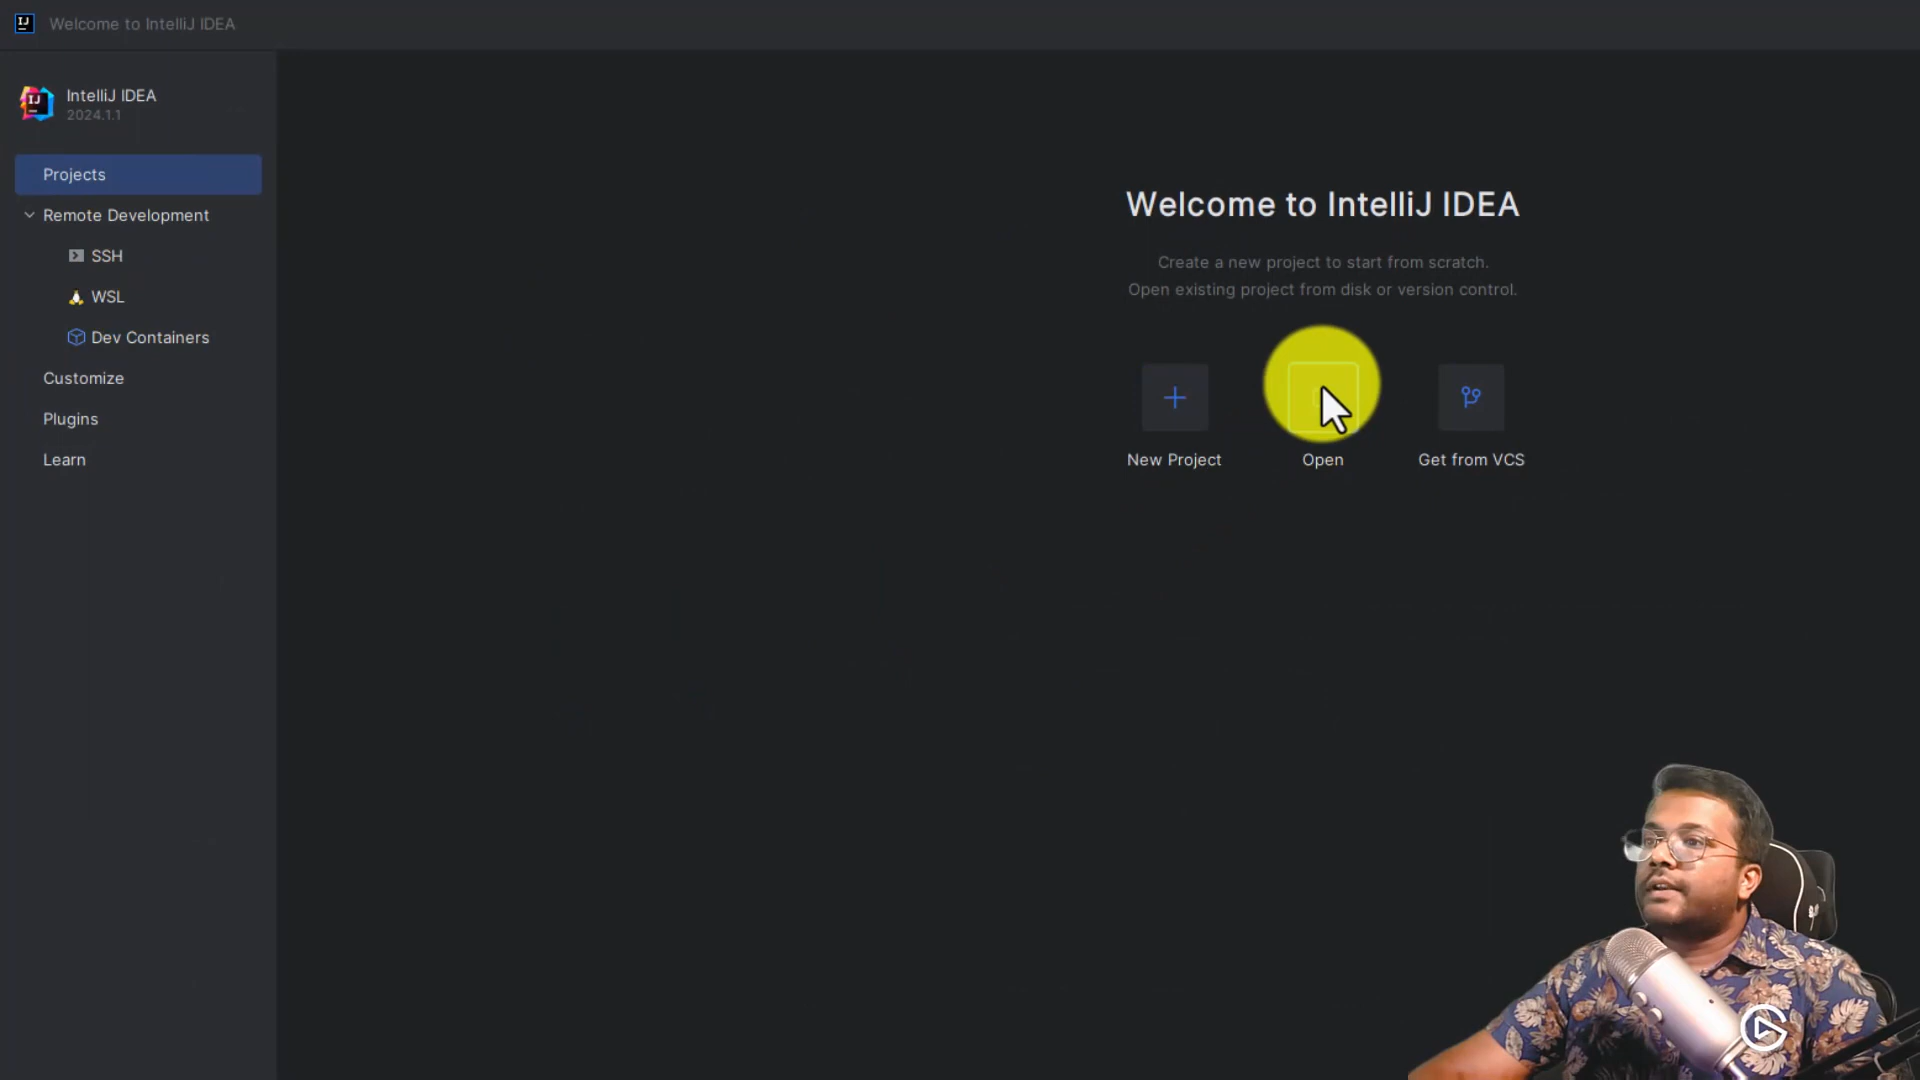 Welcome to IntelliJ IDEA
IntelliJ IDEA
2024.1.1
Projects
Remote Development
SSH
WSL
Dev Containers
Customize
Plugins
Learn
Welcome to IntelliJ IDEA
Create a new project to start from scratch.
Open existing project from disk or version control.
New Project
Open
Get from VCS